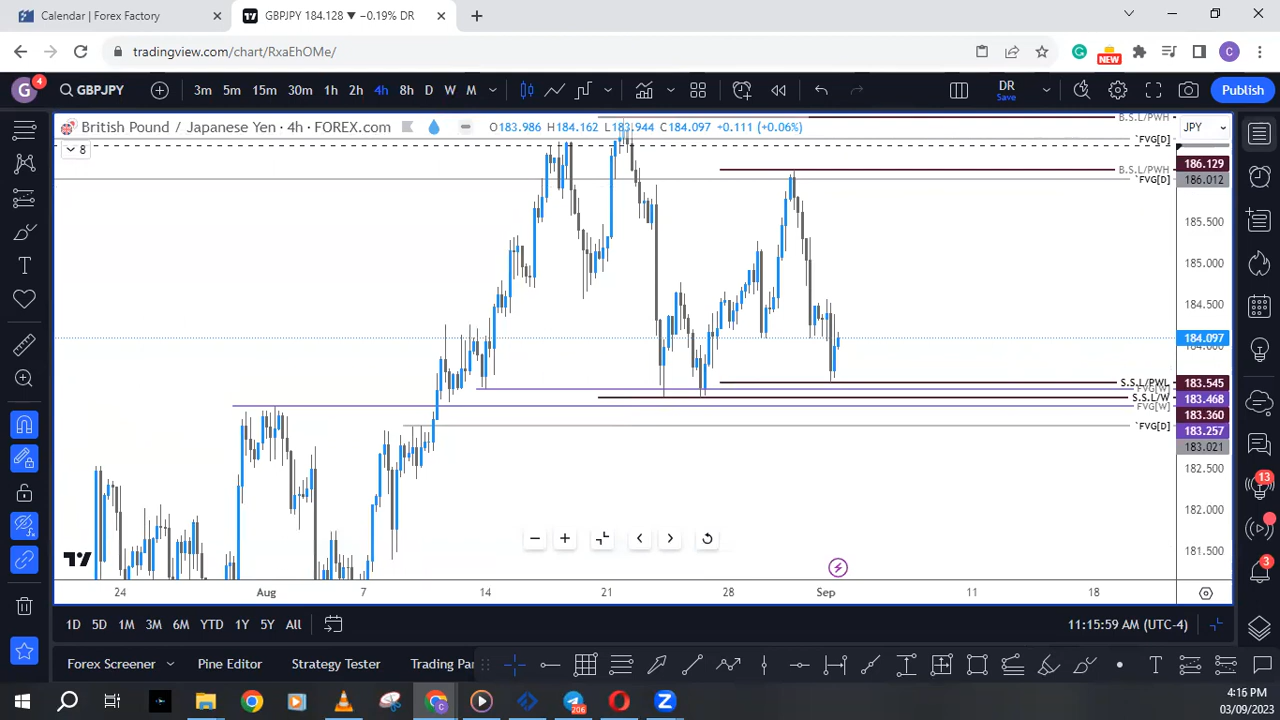 Calendar | Forex Factory
GBPJPY 184.128 ▼ −0.19% DR
tradingview.com/chart/RxaEhOMe/
NEW
C
G
4
GBPJPY
3m 5m 15m 30m 1h 2h 4h 8h D W M
DR
Save
Publish
British Pound / Japanese Yen · 4h · FOREX.com
O183.986 H184.162 L183.944 C184.097 +0.111 (+0.06%)
8
JPY
B.S.L/PWH
`FVG[D]
B.S.L/PWH
`FVG[D]
S.S.L/PWL
FVG[W]
S.S.L/W
FVG[W]
`FVG[D]
186.129
186.012
185.500
185.000
184.500
184.097
184.000
183.545
183.468
183.360
183.257
183.021
182.500
182.000
181.500
24 Aug 7 14 21 28 Sep 11 18
1D 5D 1M 3M 6M YTD 1Y 5Y All
11:15:59 AM (UTC-4)
Forex Screener Pine Editor Strategy Tester Trading Pa
13
3
206
4:16 PM
03/09/2023